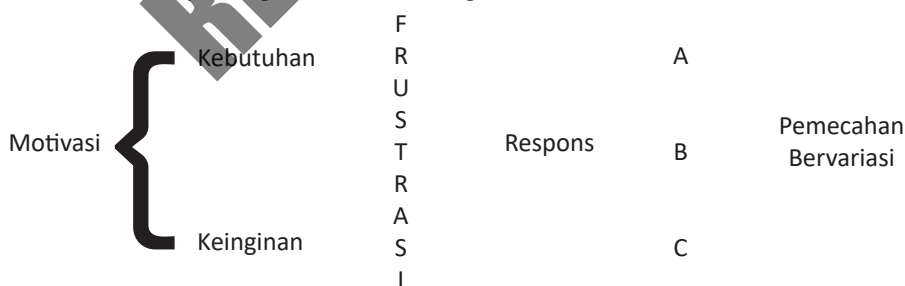 Motivasi
Kebutuhan
Keinginan
F
R
U
S
T
R
A
S
I
Respons
A
B
C
Pemecahan
Bervariasi